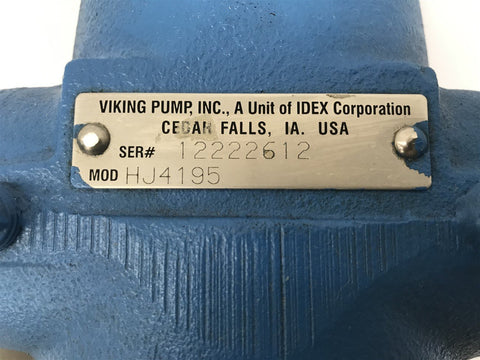 VIKING PUMP, INC., A Unit of IDEX Corporation
CEDAR FALLS, IA. USA
SER# 12222612
MOD HJ4195